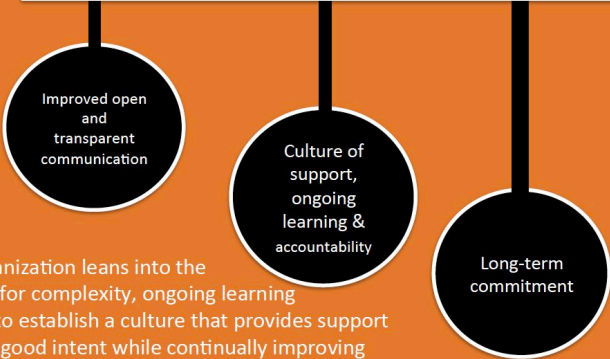 Improved open
and
transparent
communication
Culture of
support,
ongoing
learning &
accountability
Long-term
commitment
leans into the
for complexity, ongoing learning
to establish a culture that provides support
good intent while continually improving